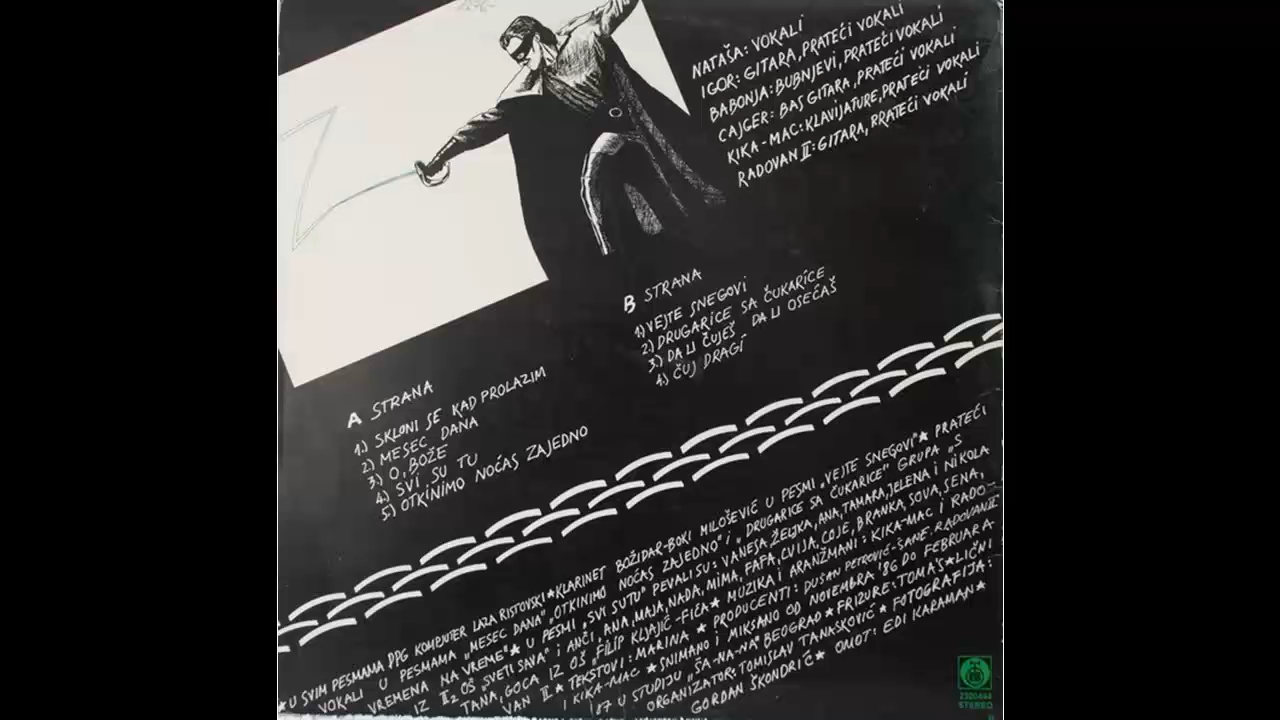 NATAŠA: VOKALI
IGOR: GITARA, PRATEĆI VOKALI
BABONJA: BUBNJEVI, PRATEĆI VOKALI
CAJGER: BAS GITARA, PRATEĆI VOKALI
KIKA-MAC: KLAVIJATURE, PRATEĆI VOKALI
RADOVAN II: GITARA, PRATEĆI VOKALI
B STRANA
1.) VEJTE SNEGOVI
2.) DRUGARICE SA ČUKARICE
3.) DA LI ČUJEŠ, DA LI OSEĆAŠ
4.) ČUJ DRAGI
A STRANA
1.) SKLONI SE KAD PROLAZIM
2.) MESEC DANA
3.) O, BOŽE
4.) SVI SU TU
5.) OTKINIMO NOĆAS ZAJEDNO
★ U SVIM PESMAMA PPG KOMPJUTER LAZA RISTOVSKI ★ KLARINET BOŽIDAR-BOKI MILOŠEVIĆ U PESMI „VEJTE SNEGOVI" ★ PRATEĆI
VOKALI U PESMAMA „MESEC DANA", „OTKINIMO NOĆAS ZAJEDNO" i „DRUGARICE SA ČUKARICE" GRUPA „S
VREMENA NA VREME" ★ U PESMI „SVI SU TU" PEVALI SU: VANESA, ŽELJKA, ANA, TAMARA, JELENA I NIKOLA
IZ II2 OŠ „SVETI SAVA" i ANČI, ANA, MAJA, NADA, MIMA, FAFA, CVIJA, COJE, BRANKA, SOVA, SENA,
TANA, GOCA IZ OŠ „FILIP KLJAJIĆ-FIĆA" ★ MUZIKA I ARANŽMANI: KIKA-MAC I RADO-
VAN II ★ TEKSTOVI: MARINA ★ PRODUCENTI: DUŠAN PETROVIĆ-ŠANE, RADOVAN II
I KIKA-MAC ★ SNIMANO I MIKSANO OD NOVEMBRA '86 DO FEBRUARA
'87 U STUDIJU „ŠA-NA-NA" BEOGRAD ★ FRIZURE: TOMAŠ ★ LIČNI
ORGANIZATOR: TOMISLAV TANASKOVIĆ ★ FOTOGRAFIJA:
GORDAN ŠKONDRIĆ ★ OMOT: EDI KARAMAN ★
2320444
STEREO